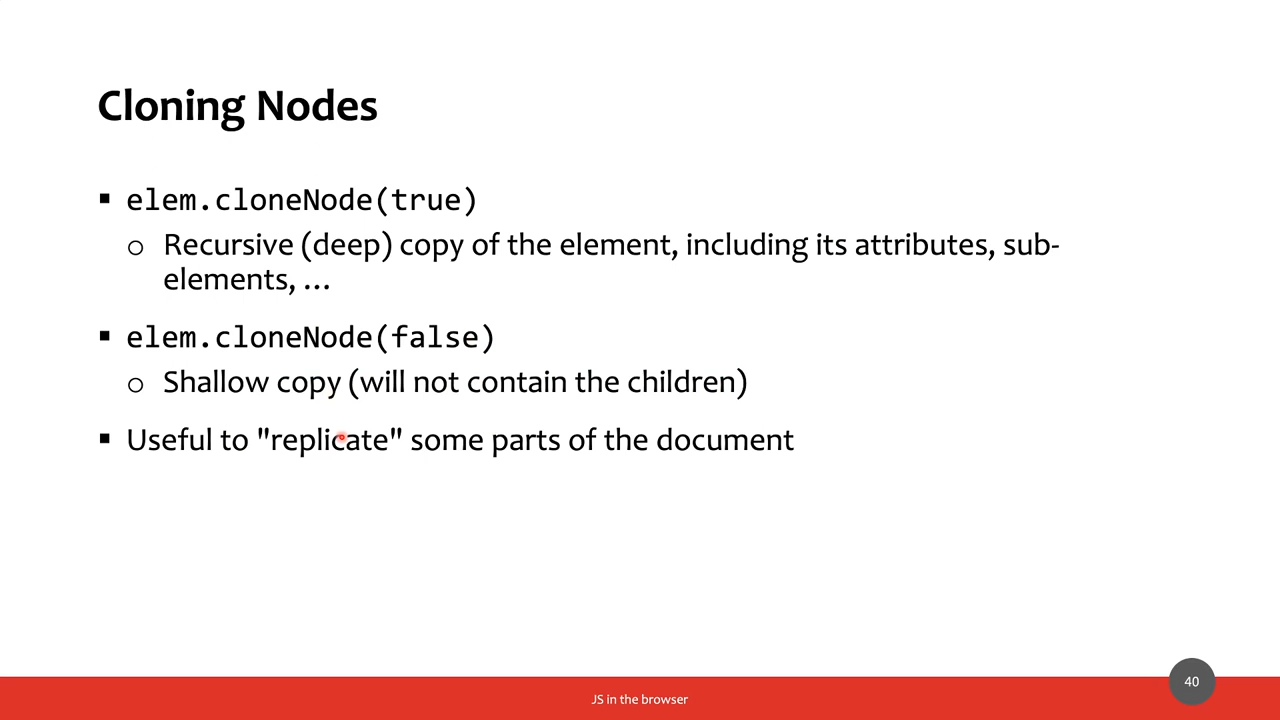 Cloning Nodes
▪ elem.cloneNode(true)
o Recursive (deep) copy of the element, including its attributes, sub-
elements, …
▪ elem.cloneNode(false)
o Shallow copy (will not contain the children)
▪ Useful to "replicate" some parts of the document
JS in the browser
40